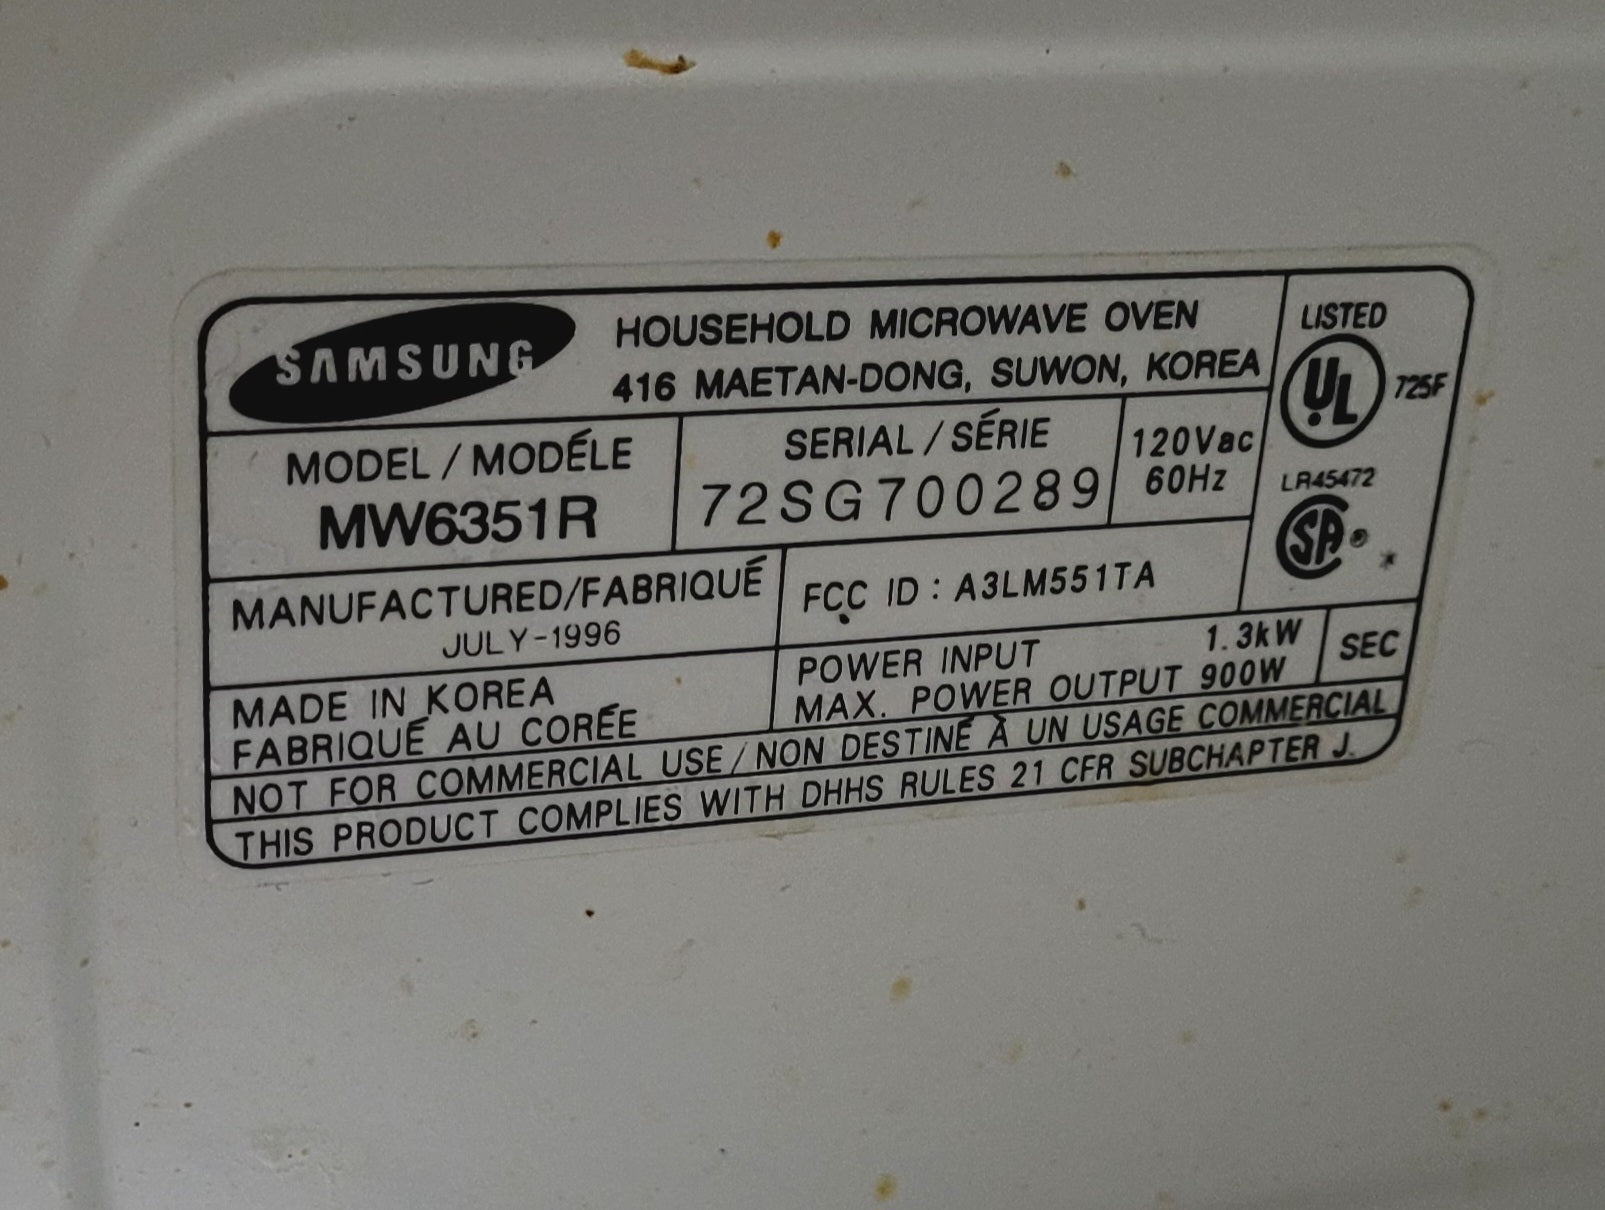 SAMSUNG
HOUSEHOLD MICROWAVE OVEN
416 MAETAN-DONG, SUWON, KOREA
LISTED
UL
725F
MODEL / MODÉLE
MW6351R
SERIAL / SÉRIE
72SG700289
120Vac
60Hz
LR45472
SA ®
*
MANUFACTURED/FABRIQUÉ
JULY-1996
FCC ID : A3LM551TA
MADE IN KOREA
FABRIQUÉ AU CORÉE
POWER INPUT 1.3kW
MAX. POWER OUTPUT 900W
SEC
NOT FOR COMMERCIAL USE / NON DESTINÉ À UN USAGE COMMERCIAL
THIS PRODUCT COMPLIES WITH DHHS RULES 21 CFR SUBCHAPTER J.